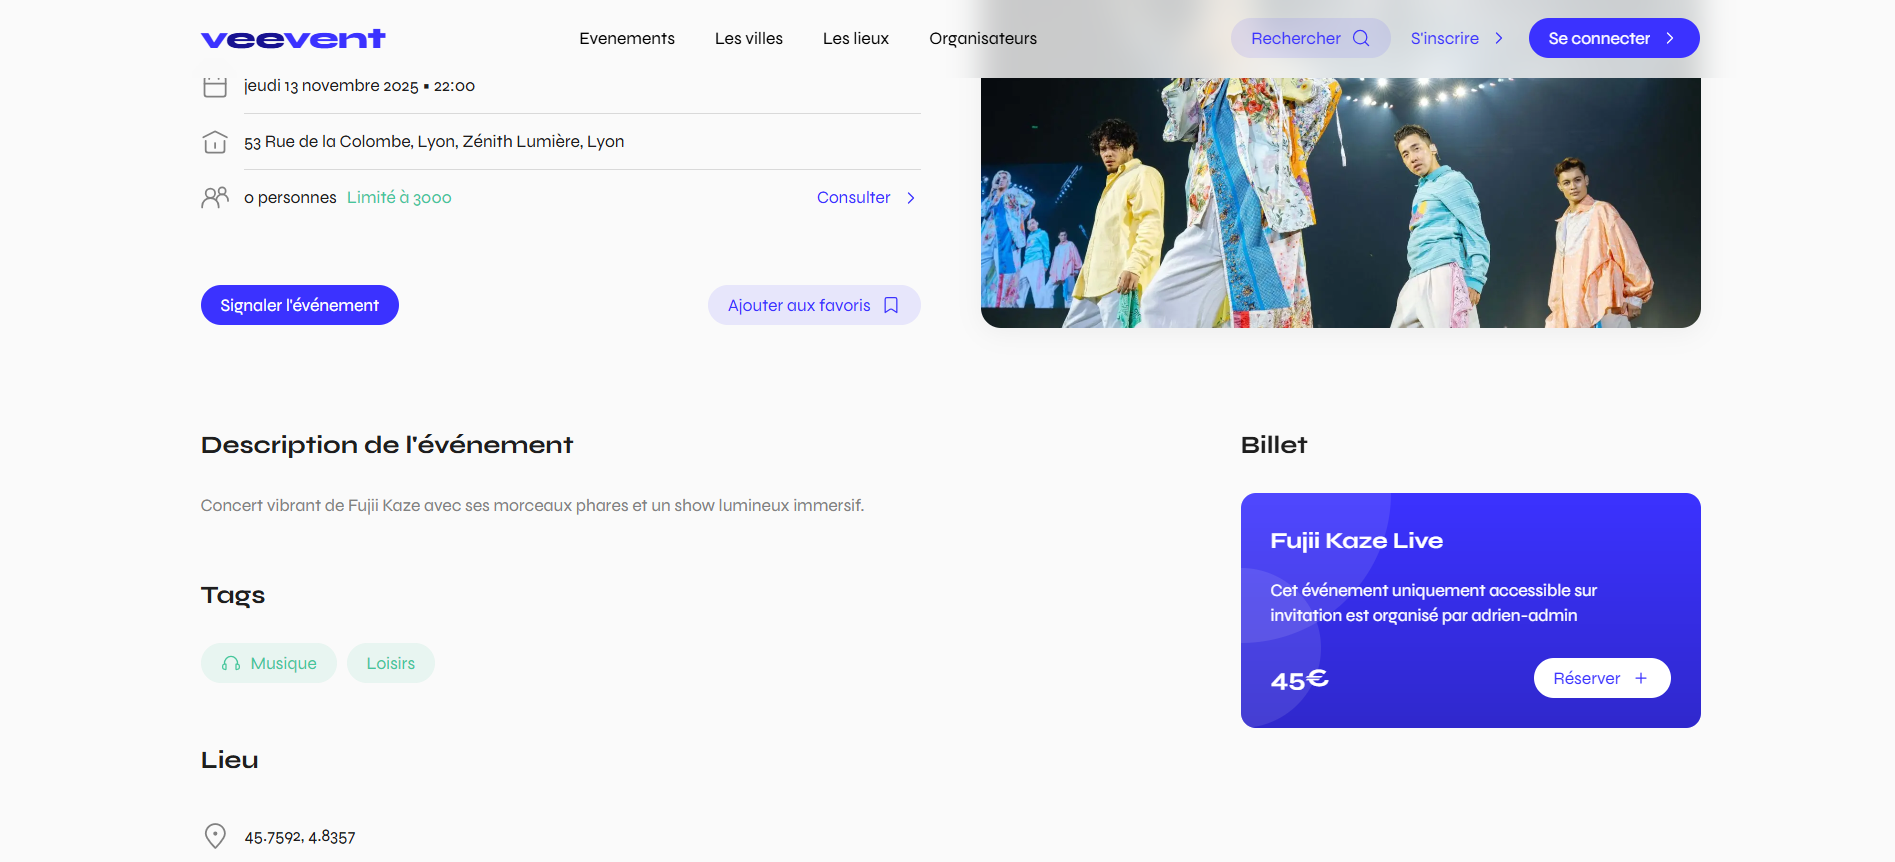 veevent
Evenements
Les villes
Les lieux
Organisateurs
Rechercher
S'inscrire
Se connecter
jeudi 13 novembre 2025 ▪ 22:00
53 Rue de la Colombe, Lyon, Zénith Lumière, Lyon
0 personnes Limité à 3000
Consulter
Signaler l'événement
Ajouter aux favoris
Description de l'événement
Concert vibrant de Fujii Kaze avec ses morceaux phares et un show lumineux immersif.
Tags
Musique
Loisirs
Lieu
45.7592, 4.8357
Billet
Fujii Kaze Live
Cet événement uniquement accessible sur
invitation est organisé par adrien-admin
45€
Réserver